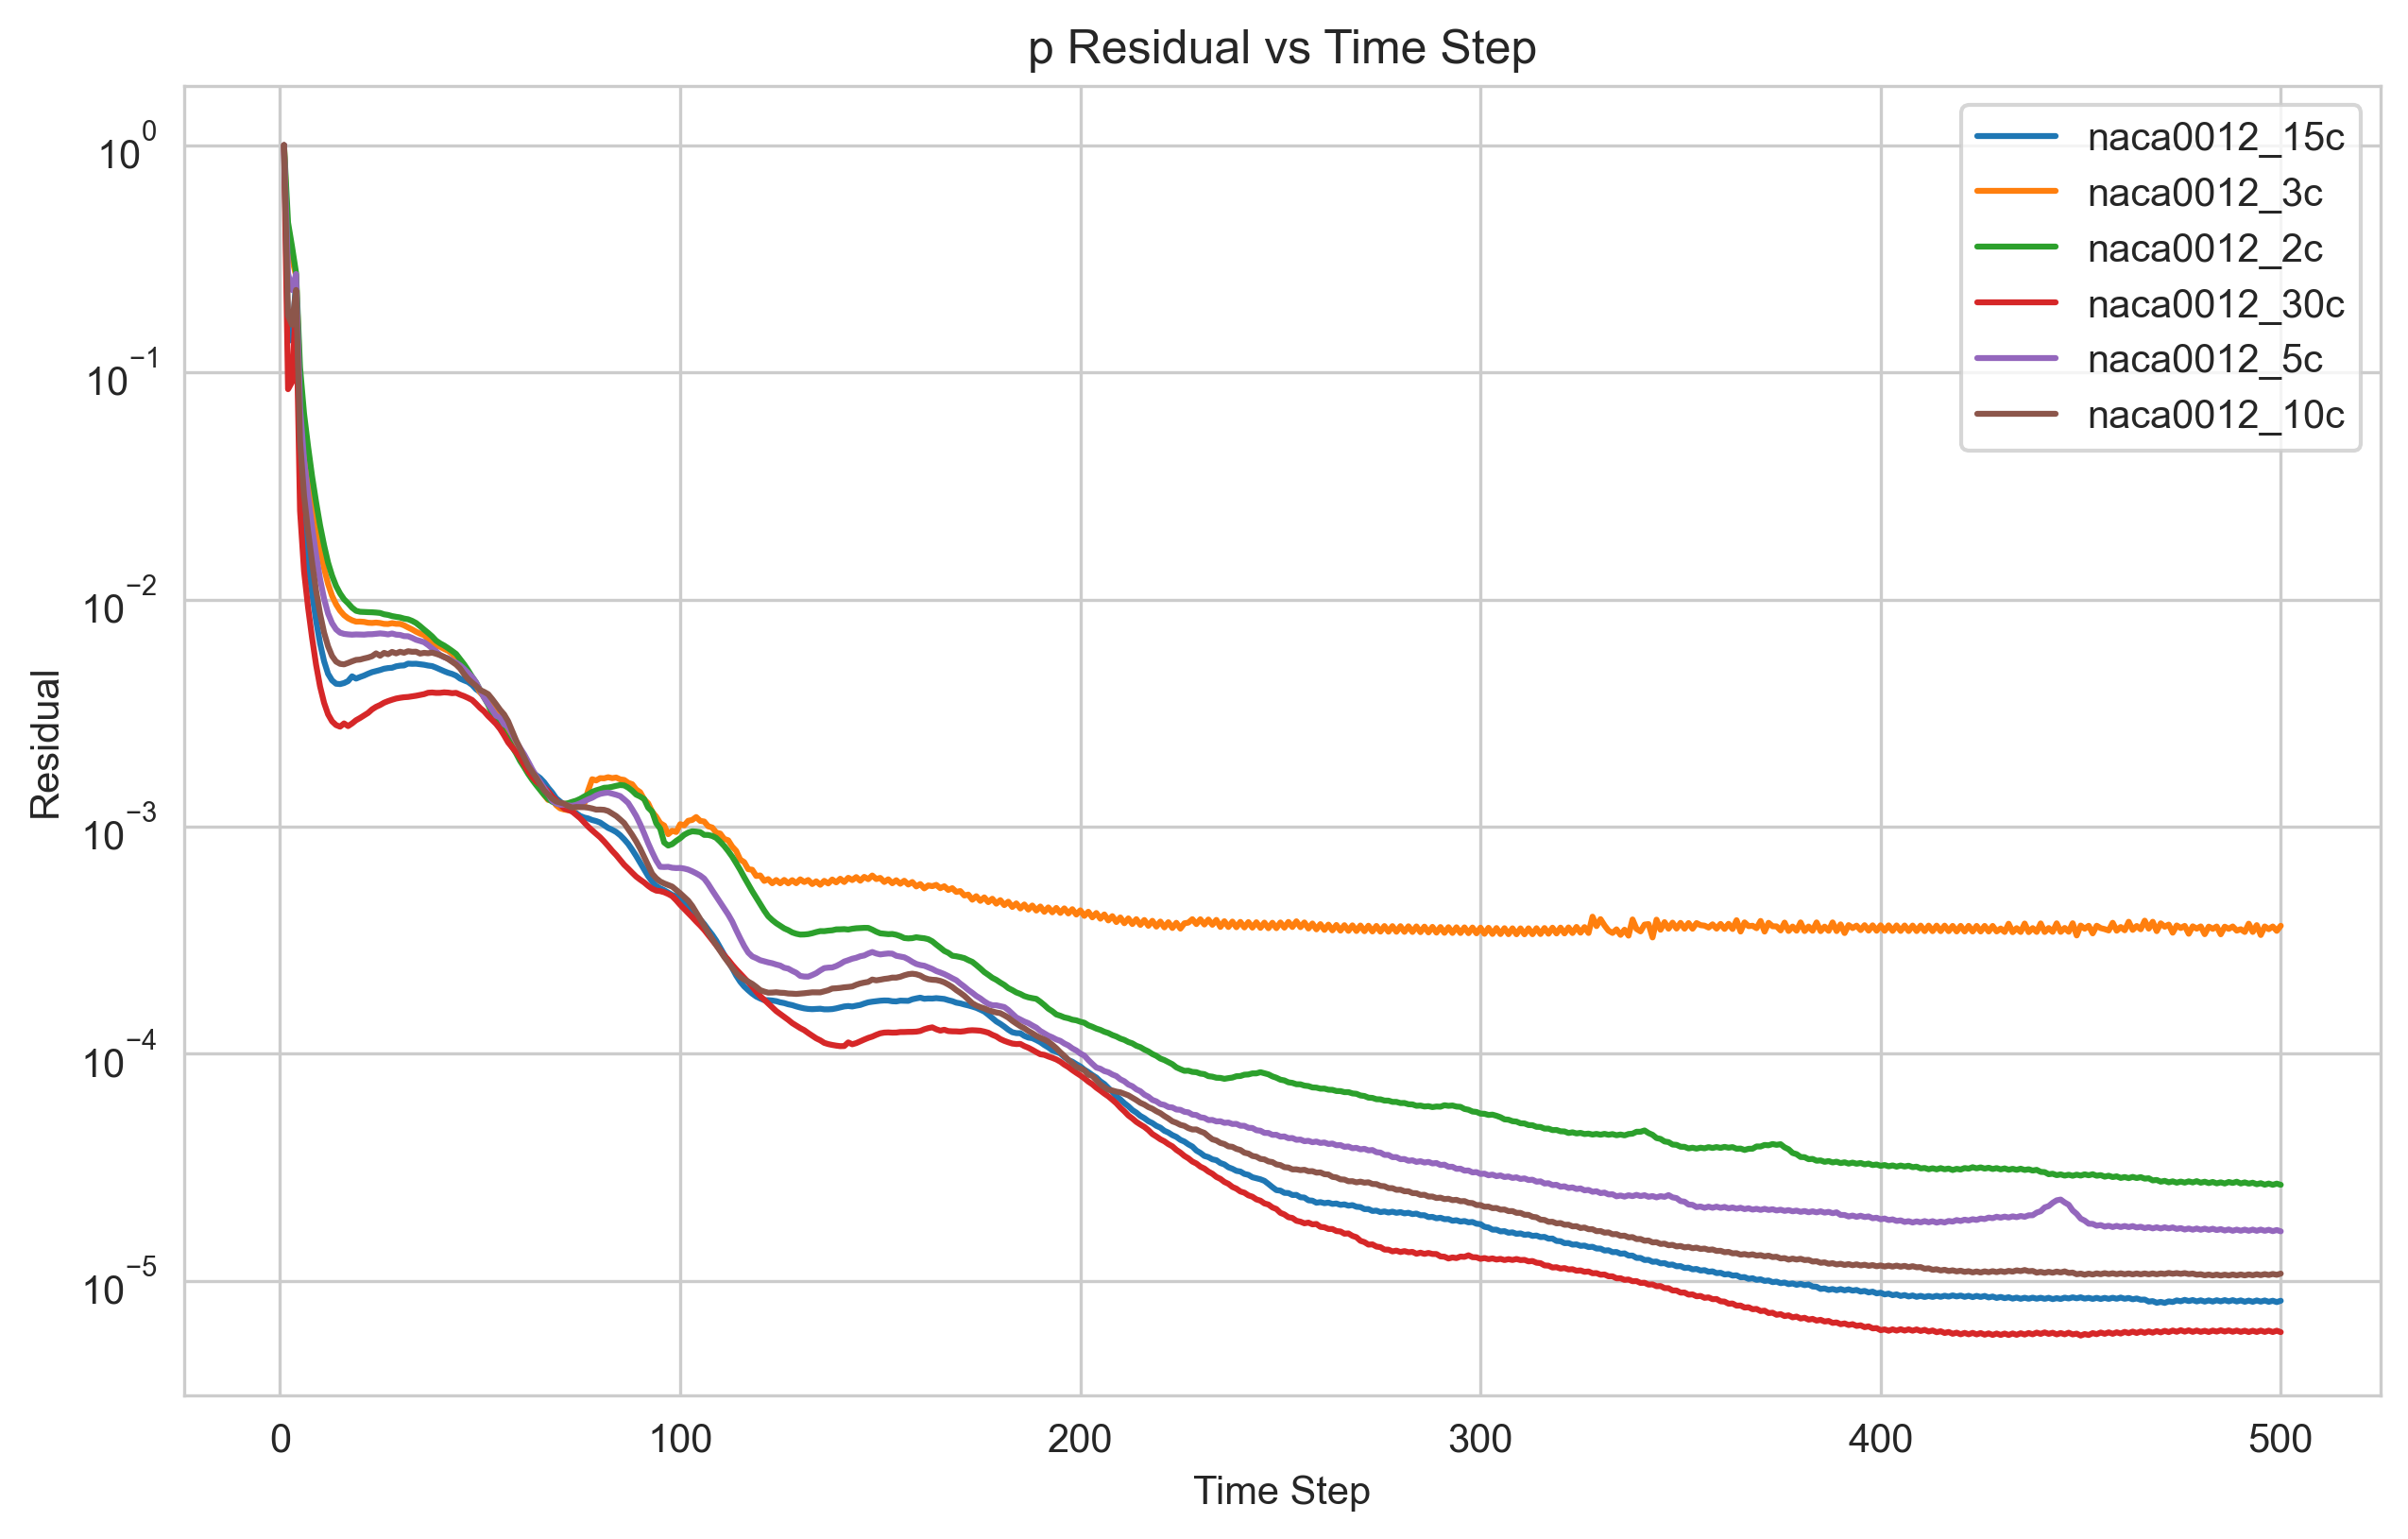 p Residual vs Time Step
10^0
10^−1
10^−2
10^−3
10^−4
10^−5
Residual
naca0012_15c
naca0012_3c
naca0012_2c
naca0012_30c
naca0012_5c
naca0012_10c
0 100 200 300 400 500
Time Step